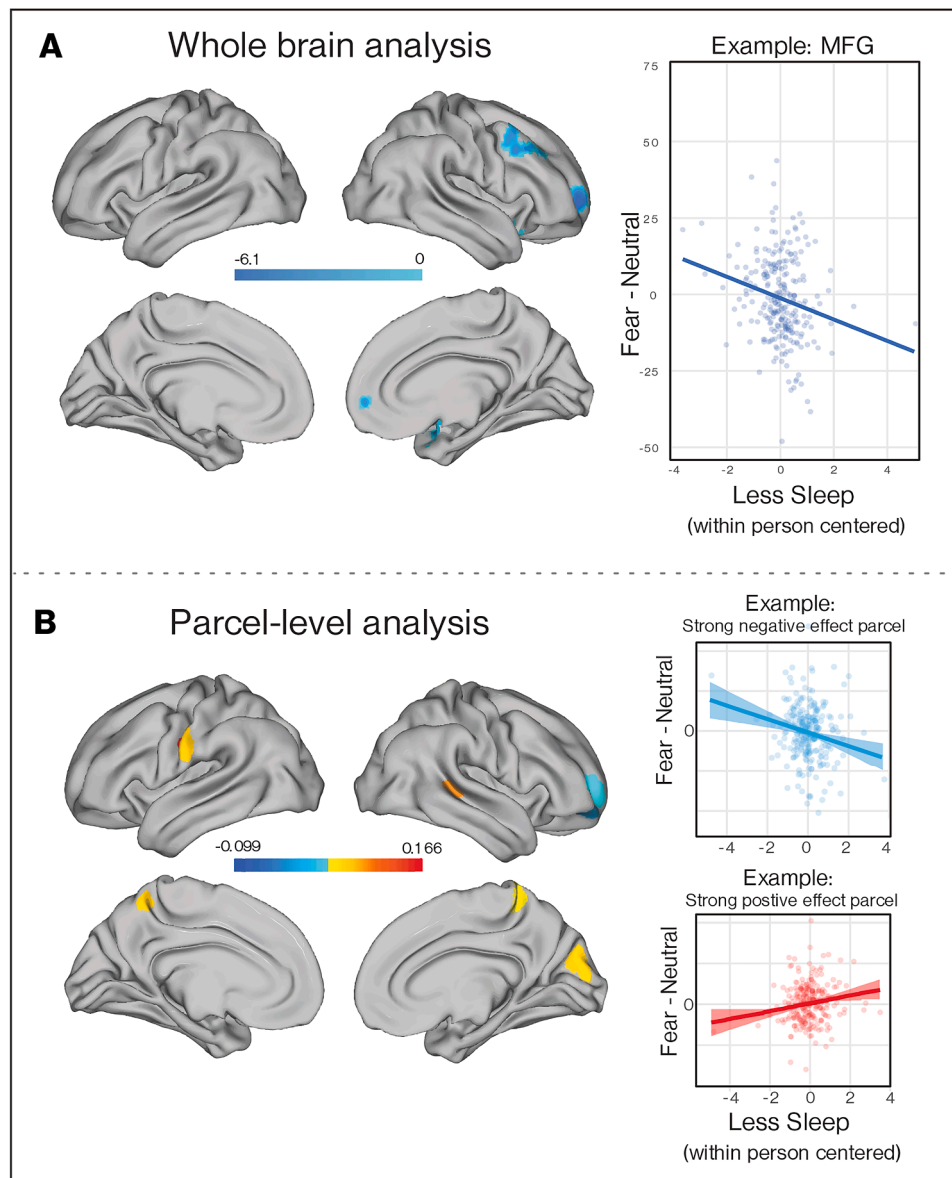 A
Whole brain analysis
Example: MFG
75
50
25
0
-25
-50
Fear - Neutral
-4 -2 0 2 4
Less Sleep
(within person centered)
-6.1 0
B
Parcel-level analysis
Example:
Strong negative effect parcel
Fear - Neutral
0
-4 -2 0 2 4
-0.099 0.166
Example:
Strong postive effect parcel
Fear - Neutral
0
-4 -2 0 2 4
Less Sleep
(within person centered)